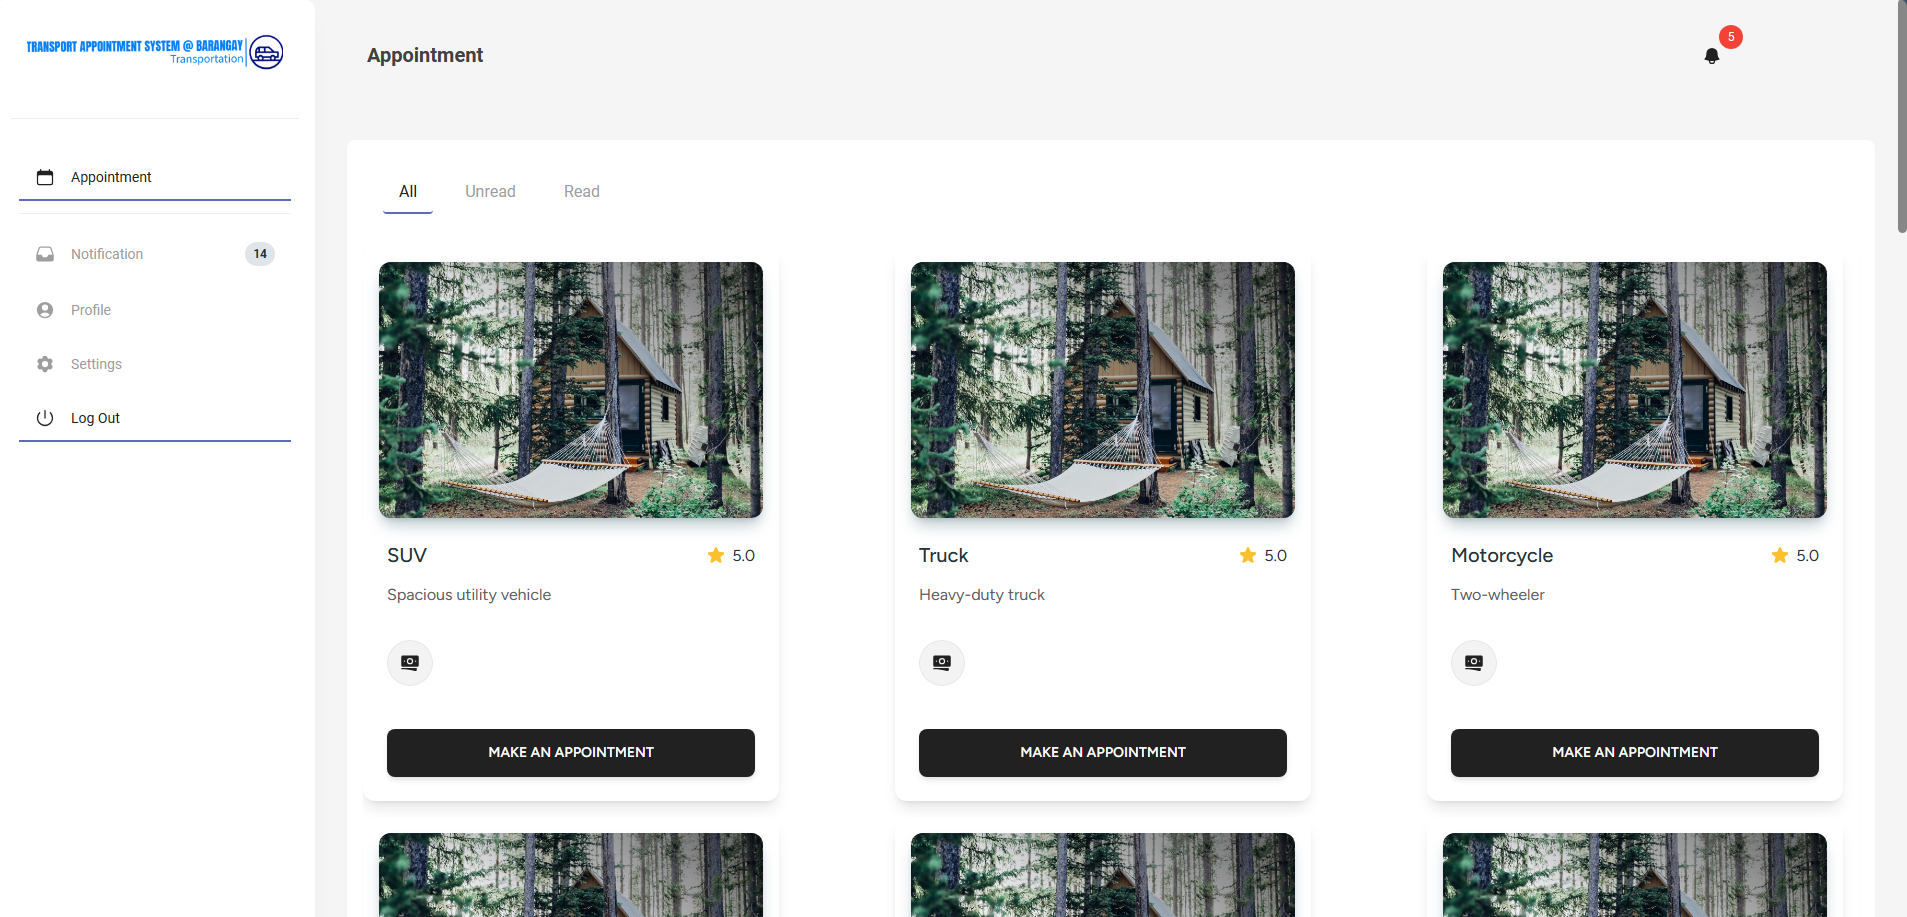 TRANSPORT APPOINTMENT SYSTEM @ BARANGAY
Transportation
Appointment
5
Appointment
Notification 14
Profile
Settings
Log Out
All Unread Read
SUV 5.0
Spacious utility vehicle
MAKE AN APPOINTMENT
Truck 5.0
Heavy-duty truck
MAKE AN APPOINTMENT
Motorcycle 5.0
Two-wheeler
MAKE AN APPOINTMENT